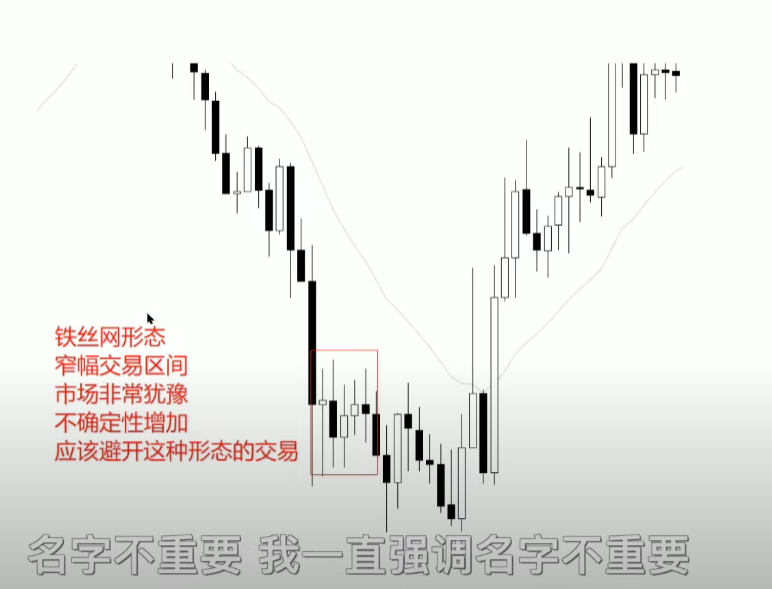 铁丝网形态
窄幅交易区间
市场非常犹豫
不确定性增加
应该避开这种形态的交易
名字不重要 我一直强调名字不重要